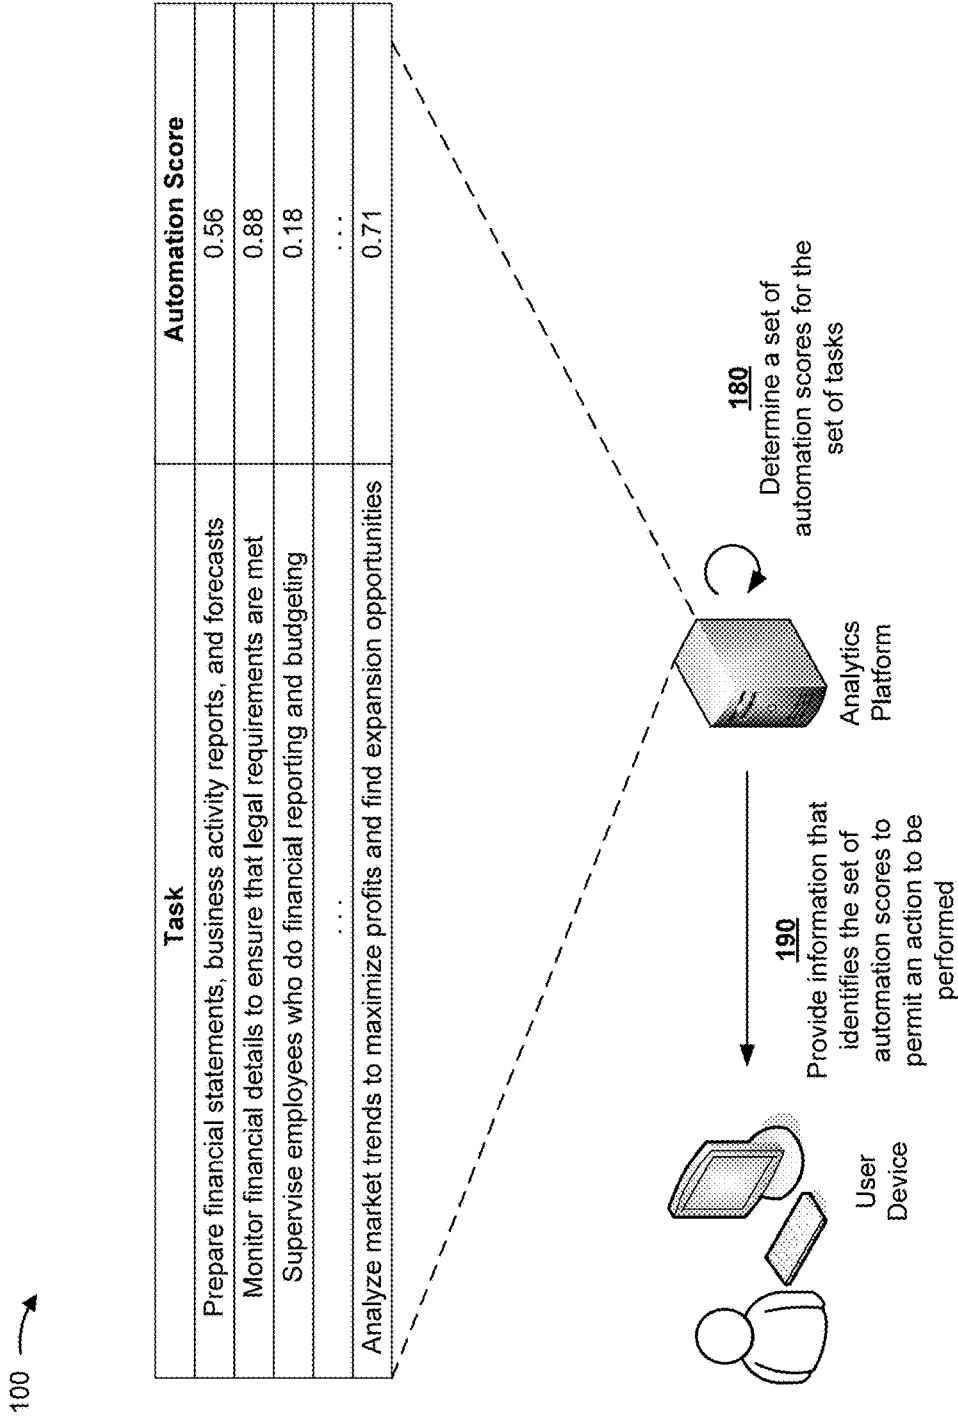 100
Task Automation Score
Prepare financial statements, business activity reports, and forecasts 0.56
Monitor financial details to ensure that legal requirements are met 0.88
Supervise employees who do financial reporting and budgeting 0.18
... ...
Analyze market trends to maximize profits and find expansion opportunities 0.71
User
Device
190
Provide information that
identifies the set of
automation scores to
permit an action to be
performed
Analytics
Platform
180
Determine a set of
automation scores for the
set of tasks